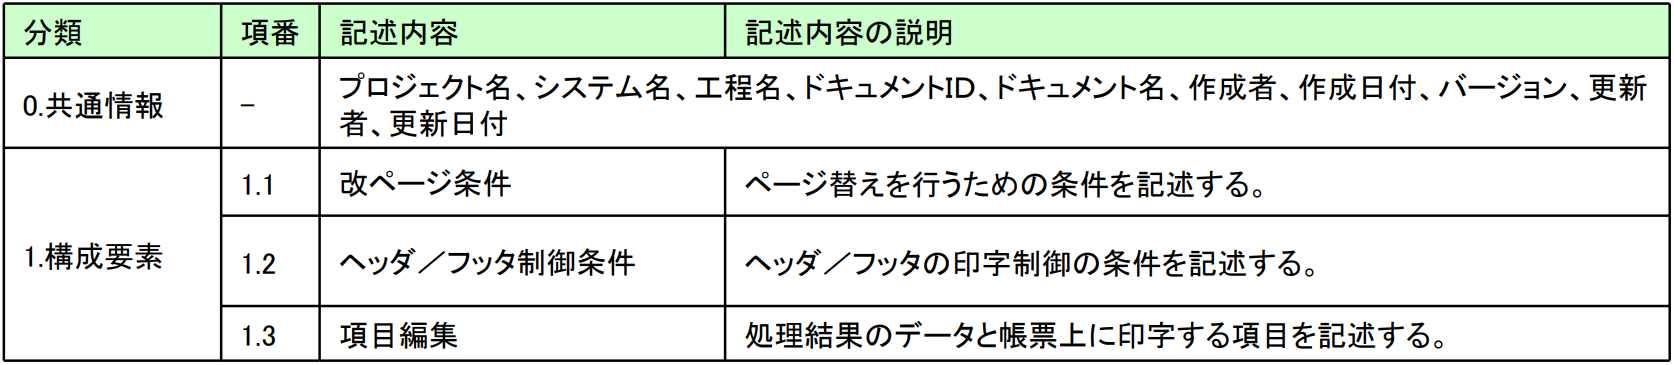 分類 項番 記述内容 記述内容の説明
0.共通情報 - プロジェクト名、システム名、工程名、ドキュメントID、ドキュメント名、作成者、作成日付、バージョン、更新
者、更新日付
1.構成要素
1.1 改ページ条件 ページ替えを行うための条件を記述する。
1.2 ヘッダ／フッタ制御条件 ヘッダ／フッタの印字制御の条件を記述する。
1.3 項目編集 処理結果のデータと帳票上に印字する項目を記述する。